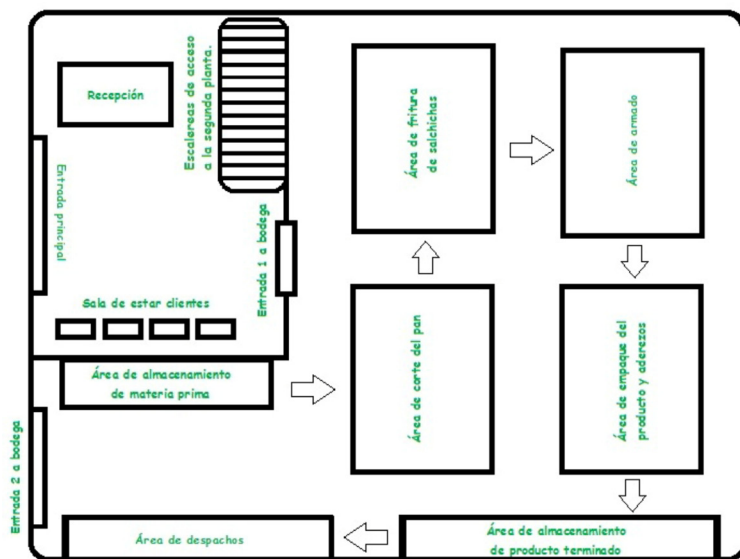 Recepción
Escalereas de acceso
a la segunda planta.
Entrada principal
Entrada 1 a bodega
Sala de estar clientes
Área de almacenamiento
de materia prima
Entrada 2 a bodega
Área de fritura
de salchichas
Área de armado
Área de corte del pan
Área de empaque del
producto y aderezos
Área de despachos
Área de almacenamiento
de producto terminado